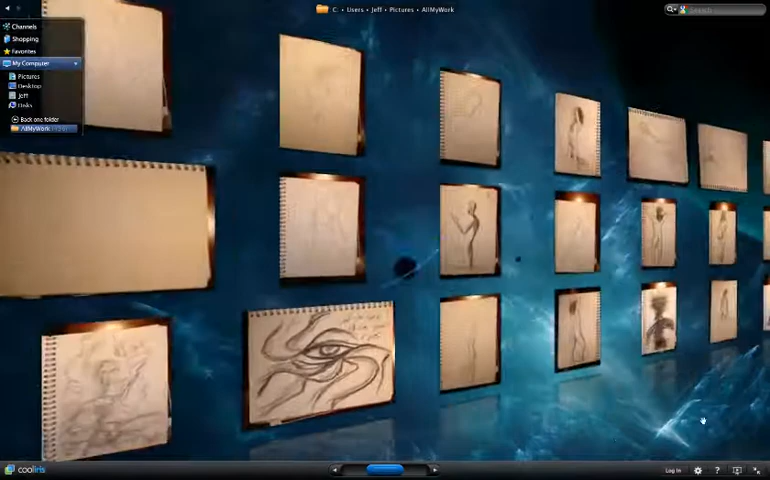 C: • Users • Jeff • Pictures • AllMyWork
Search
Channels
Shopping
Favorites
My Computer
Pictures
Desktop
Jeff
Links
Back one folder
AllMyWork
cooliris
Log In
?